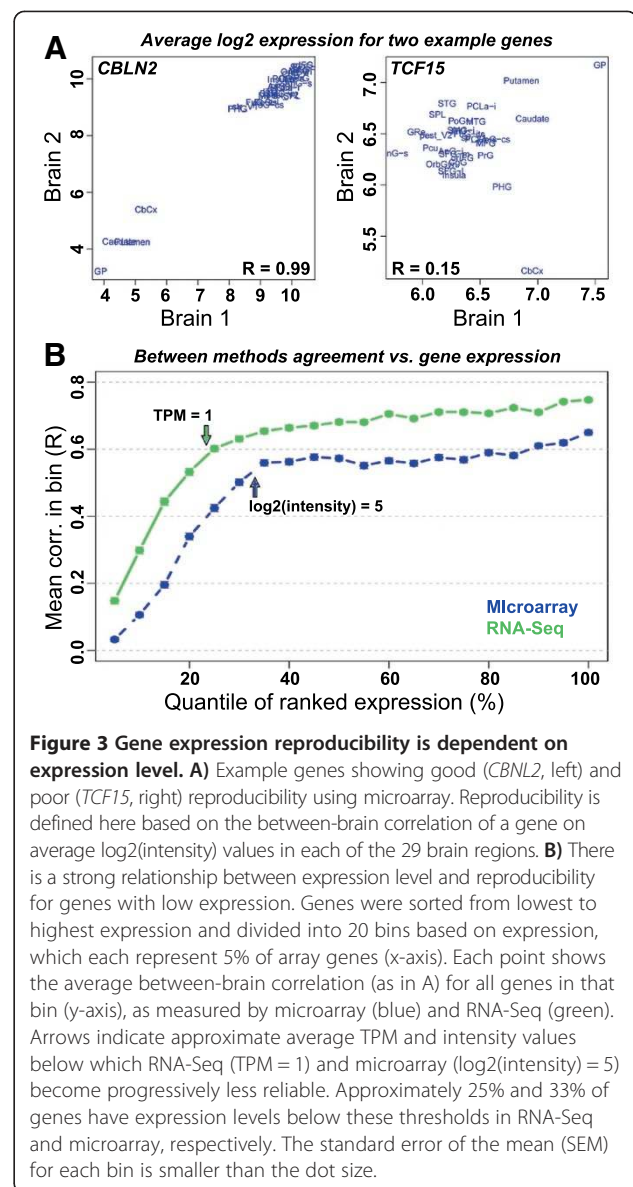 A
Average log2 expression for two example genes
CBLN2
TCF15
Brain 2
10
8
6
4
CbCx
GP
R = 0.99
4 5 6 7 8 9 10
Brain 1
Brain 2
7.0
6.5
6.0
5.5
GP
Putamen
STG
PCLa-i
SPL
Caudate
PoG
MTG
GRe
Pcu
PrG
Insula
PHG
CbCx
R = 0.15
6.0 6.5 7.0 7.5
Brain 1
B
Between methods agreement vs. gene expression
Mean corr. in bin (R)
0.8
0.6
0.4
0.2
0.0
TPM = 1
log2(intensity) = 5
MIcroarray
RNA-Seq
20 40 60 80 100
Quantile of ranked expression (%)
Figure 3 Gene expression reproducibility is dependent on
expression level. A) Example genes showing good (CBNL2, left) and
poor (TCF15, right) reproducibility using microarray. Reproducibility is
defined here based on the between-brain correlation of a gene on
average log2(intensity) values in each of the 29 brain regions. B) There
is a strong relationship between expression level and reproducibility
for genes with low expression. Genes were sorted from lowest to
highest expression and divided into 20 bins based on expression,
which each represent 5% of array genes (x-axis). Each point shows
the average between-brain correlation (as in A) for all genes in that
bin (y-axis), as measured by microarray (blue) and RNA-Seq (green).
Arrows indicate approximate average TPM and intensity values
below which RNA-Seq (TPM = 1) and microarray (log2(intensity) = 5)
become progressively less reliable. Approximately 25% and 33% of
genes have expression levels below these thresholds in RNA-Seq
and microarray, respectively. The standard error of the mean (SEM)
for each bin is smaller than the dot size.